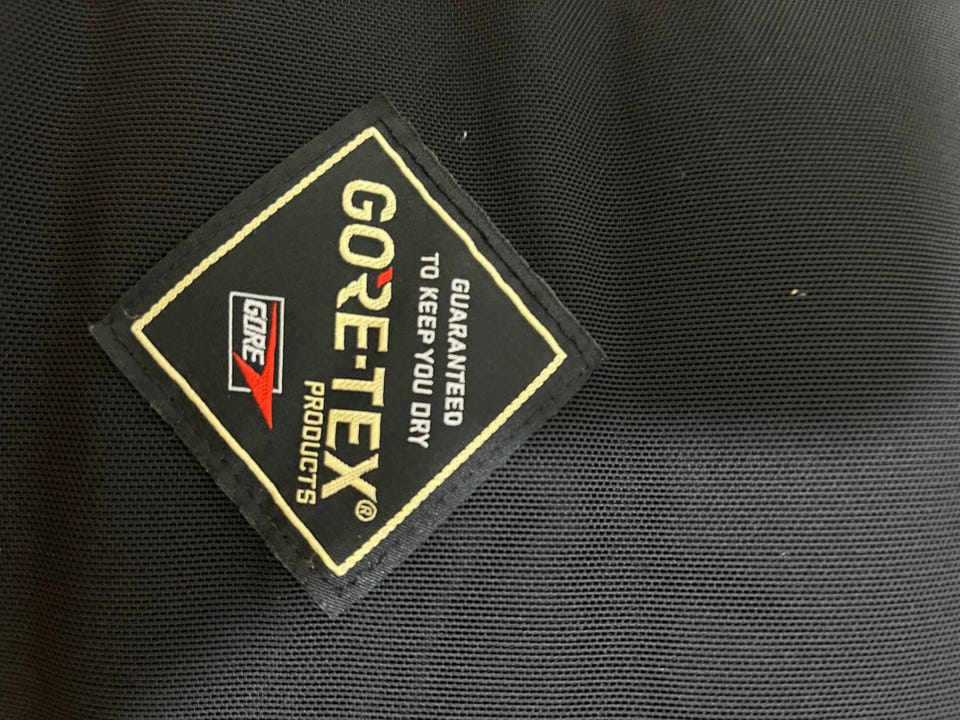 GUARANTEED
TO KEEP YOU DRY
GORE-TEX®
PRODUCTS
GORE